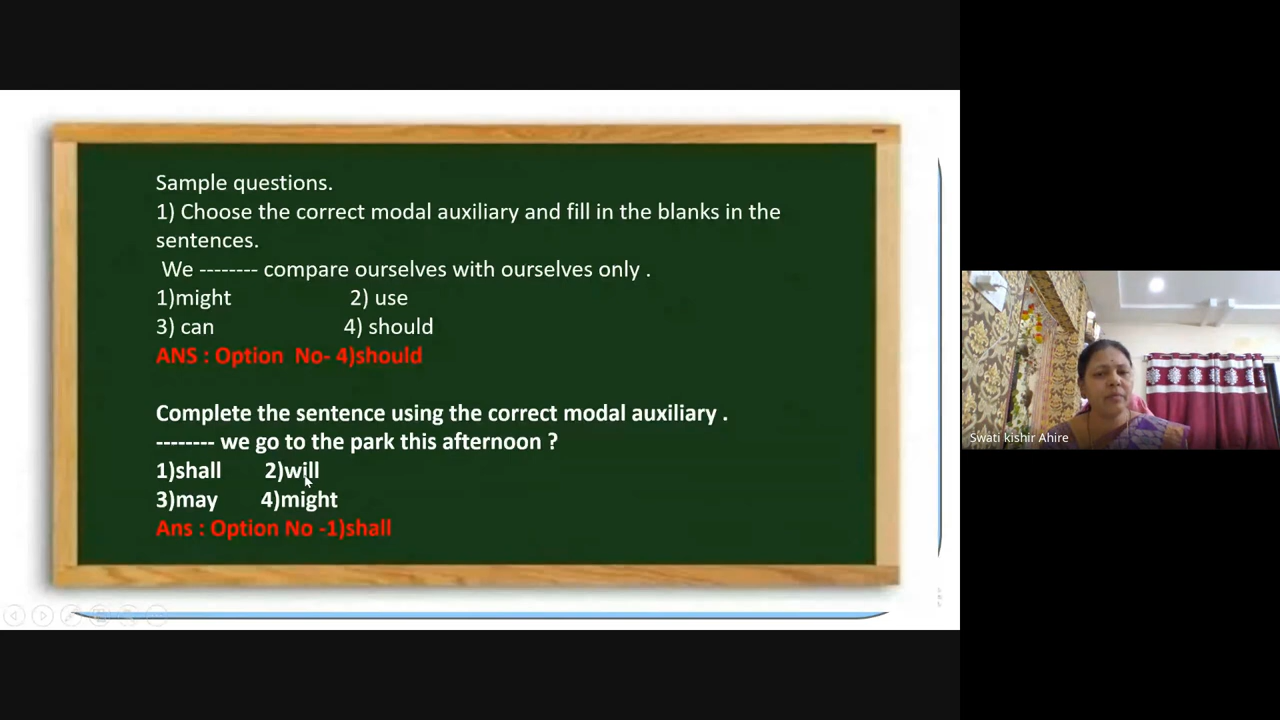 Sample questions.
1) Choose the correct modal auxiliary and fill in the blanks in the
sentences.
We -------- compare ourselves with ourselves only .
1)might 2) use
3) can 4) should
ANS : Option No- 4)should
Complete the sentence using the correct modal auxiliary .
-------- we go to the park this afternoon ?
1)shall 2)will
3)may 4)might
Ans : Option No -1)shall
Swati kishir Ahire